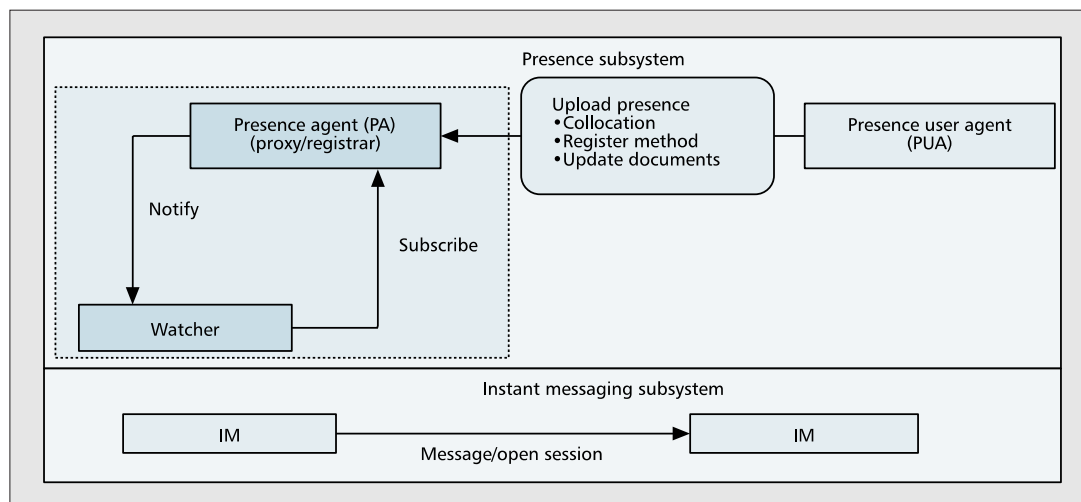 Presence subsystem
Presence agent (PA)
(proxy/registrar)
Upload presence
•Collocation
•Register method
•Update documents
Presence user agent
(PUA)
Notify
Subscribe
Watcher
Instant messaging subsystem
IM
IM
Message/open session